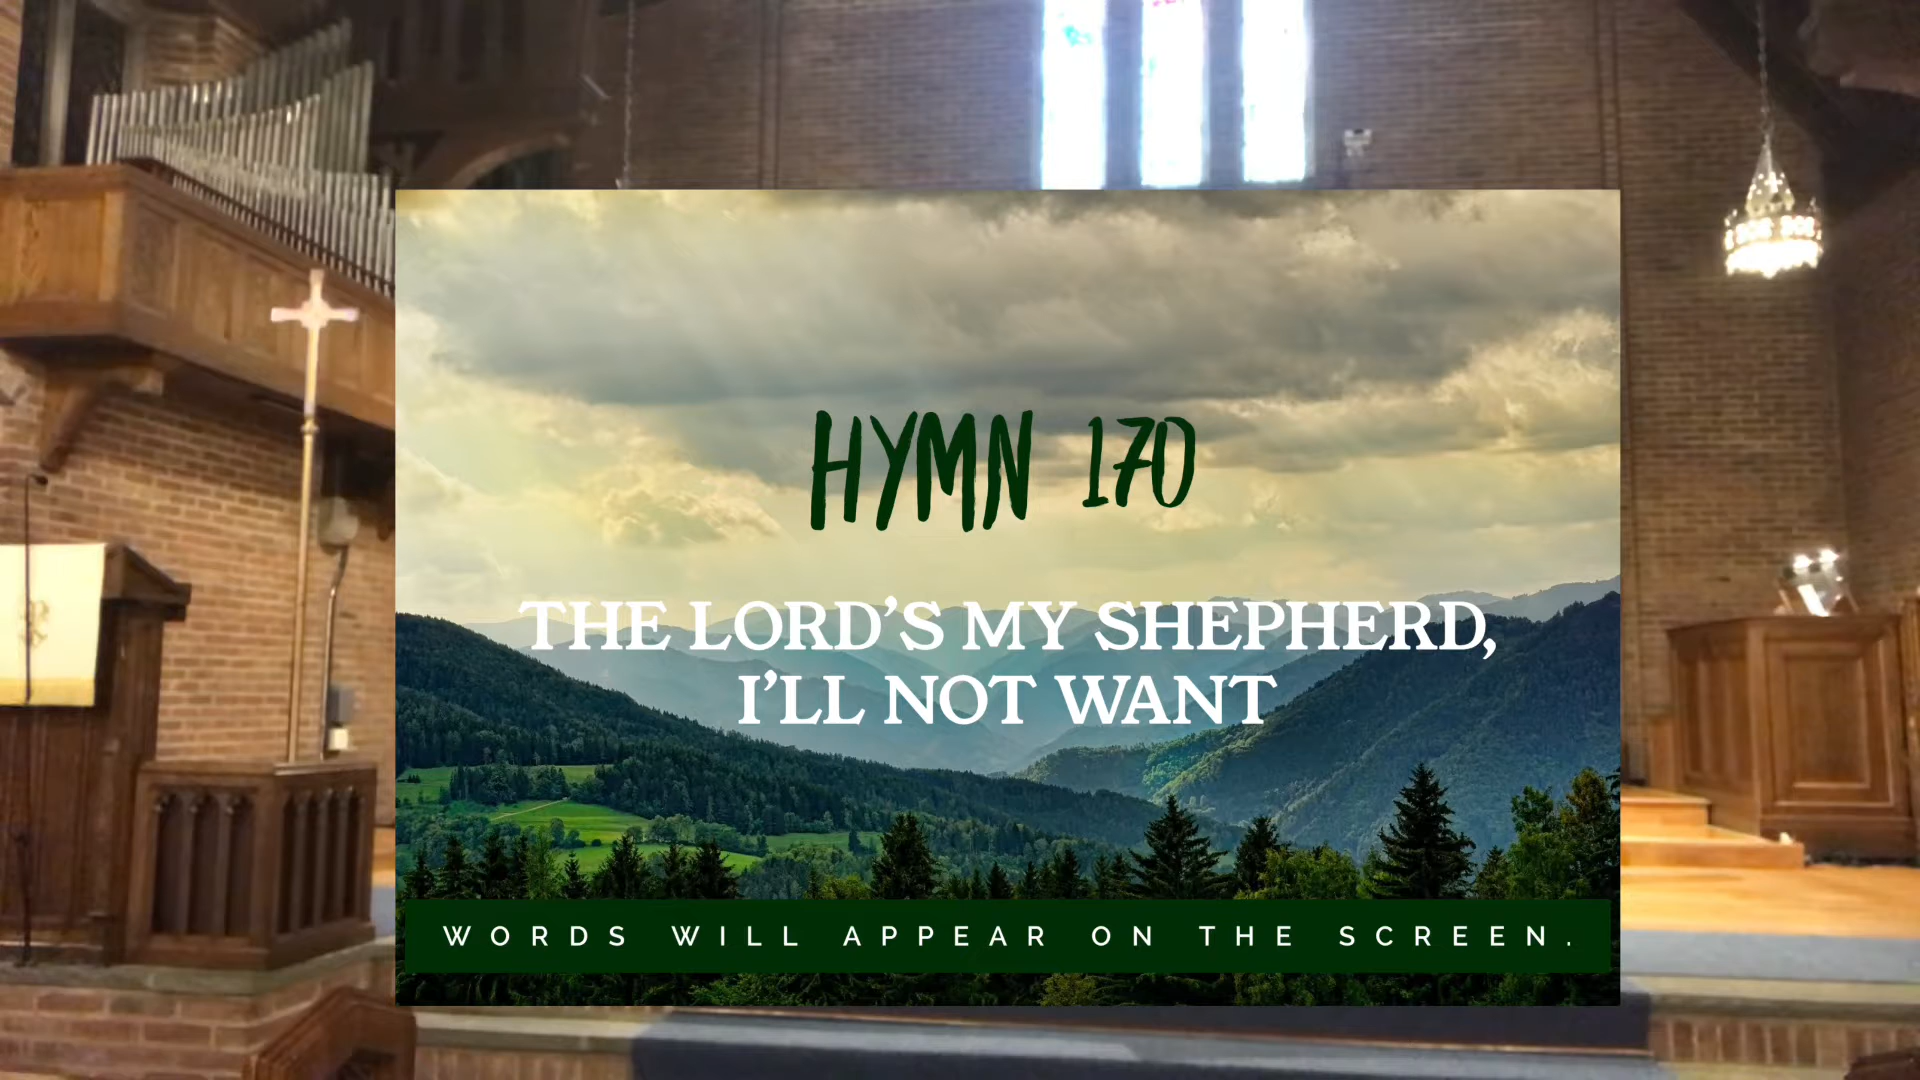 HYMN 170
THE LORD’S MY SHEPHERD,
I’LL NOT WANT
WORDS WILL APPEAR ON THE SCREEN.